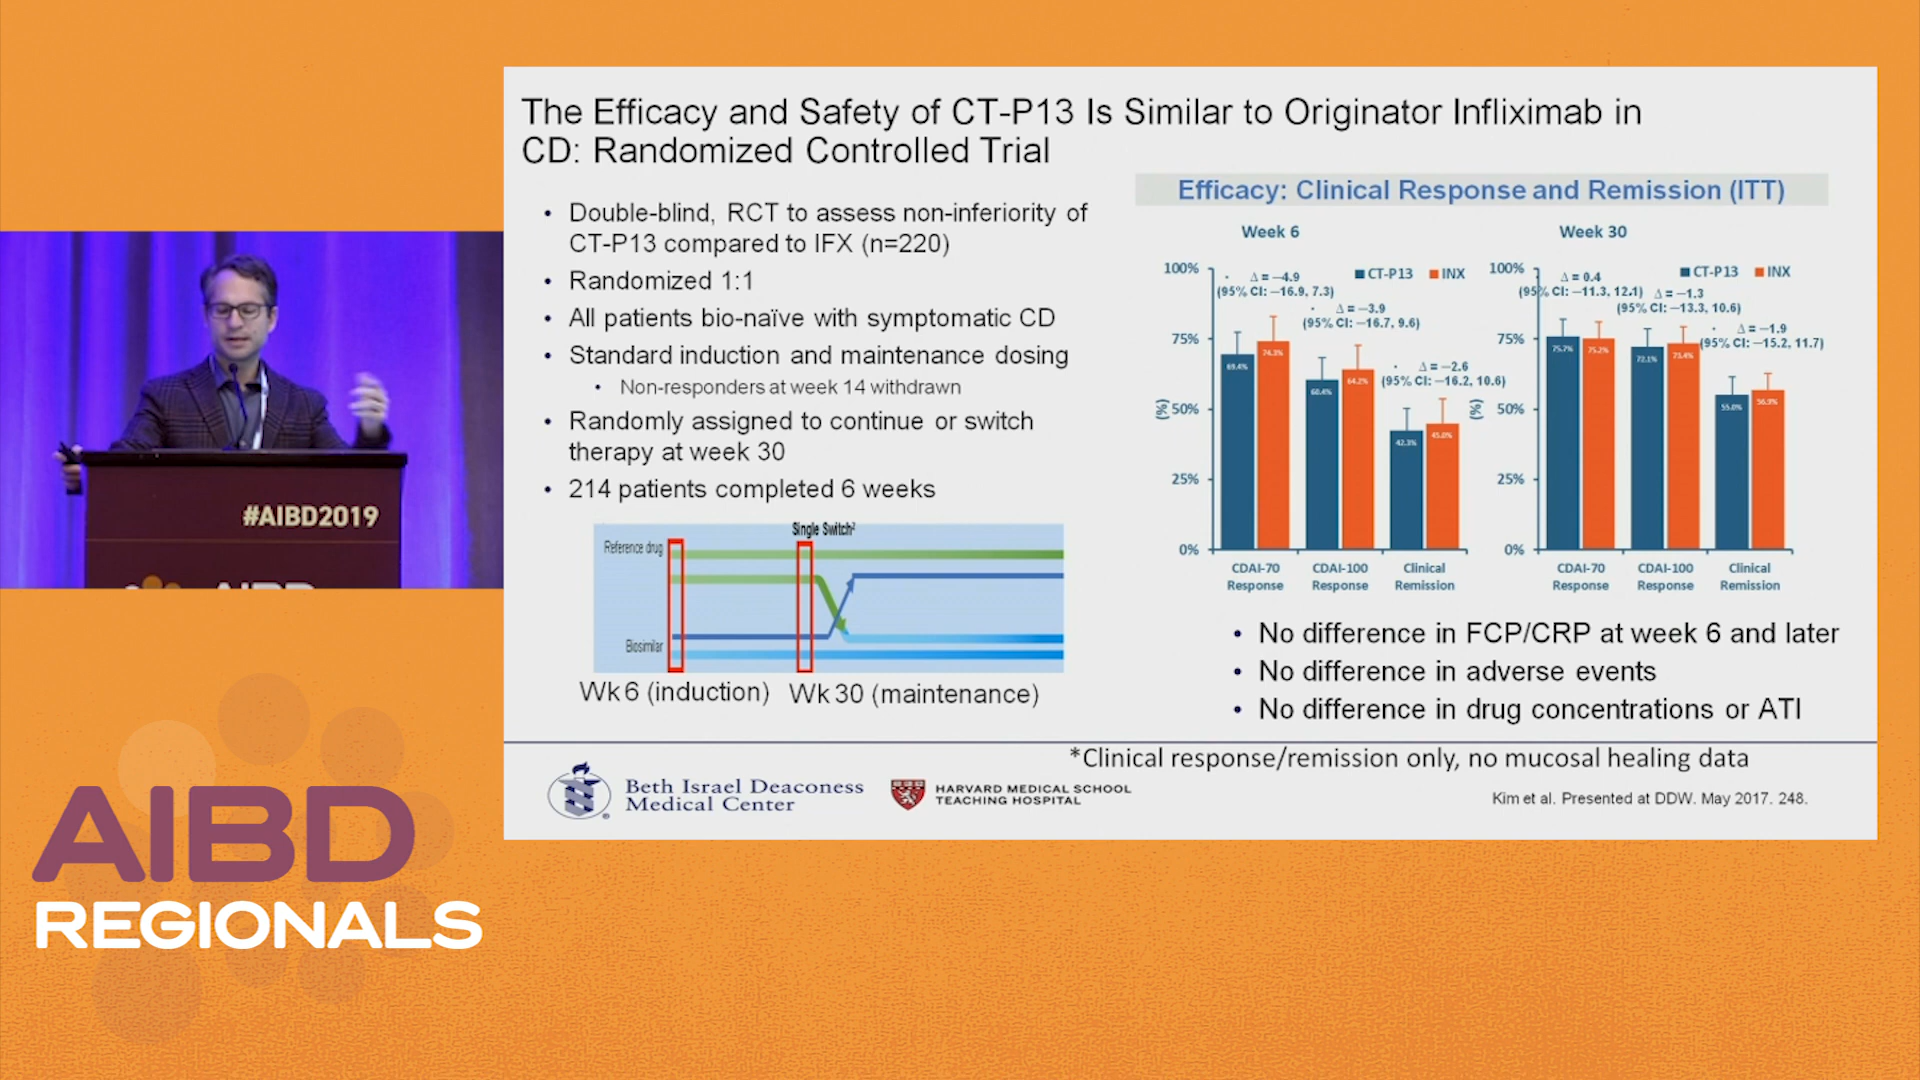 The Efficacy and Safety of CT-P13 Is Similar to Originator Infliximab in
CD: Randomized Controlled Trial
• Double-blind, RCT to assess non-inferiority of
CT-P13 compared to IFX (n=220)
• Randomized 1:1
• All patients bio-naïve with symptomatic CD
• Standard induction and maintenance dosing
• Non-responders at week 14 withdrawn
• Randomly assigned to continue or switch
therapy at week 30
• 214 patients completed 6 weeks
Single Switch²
Reference drug
Biosimilar
Wk 6 (induction) Wk 30 (maintenance)
Efficacy: Clinical Response and Remission (ITT)
Week 6
CT-P13 INX
100%
75%
50%
25%
0%
(%)
Δ = –4.9
(95% CI: –16.9, 7.3)
Δ = –3.9
(95% CI: –16.7, 9.6)
Δ = –2.6
(95% CI: –16.2, 10.6)
69.4%
74.3%
60.4%
64.2%
42.3%
45.0%
CDAI-70
Response
CDAI-100
Response
Clinical
Remission
Week 30
CT-P13 INX
100%
75%
50%
25%
0%
(%)
Δ = 0.4
(95% CI: –11.3, 12.1)
Δ = –1.3
(95% CI: –13.3, 10.6)
Δ = –1.9
(95% CI: –15.2, 11.7)
75.7%
75.2%
72.1%
73.4%
55.0%
56.9%
CDAI-70
Response
CDAI-100
Response
Clinical
Remission
• No difference in FCP/CRP at week 6 and later
• No difference in adverse events
• No difference in drug concentrations or ATI
*Clinical response/remission only, no mucosal healing data
Beth Israel Deaconess
Medical Center
®
HARVARD MEDICAL SCHOOL
TEACHING HOSPITAL
Kim et al. Presented at DDW. May 2017. 248.
#AIBD2019
AIBD
AIBD
REGIONALS